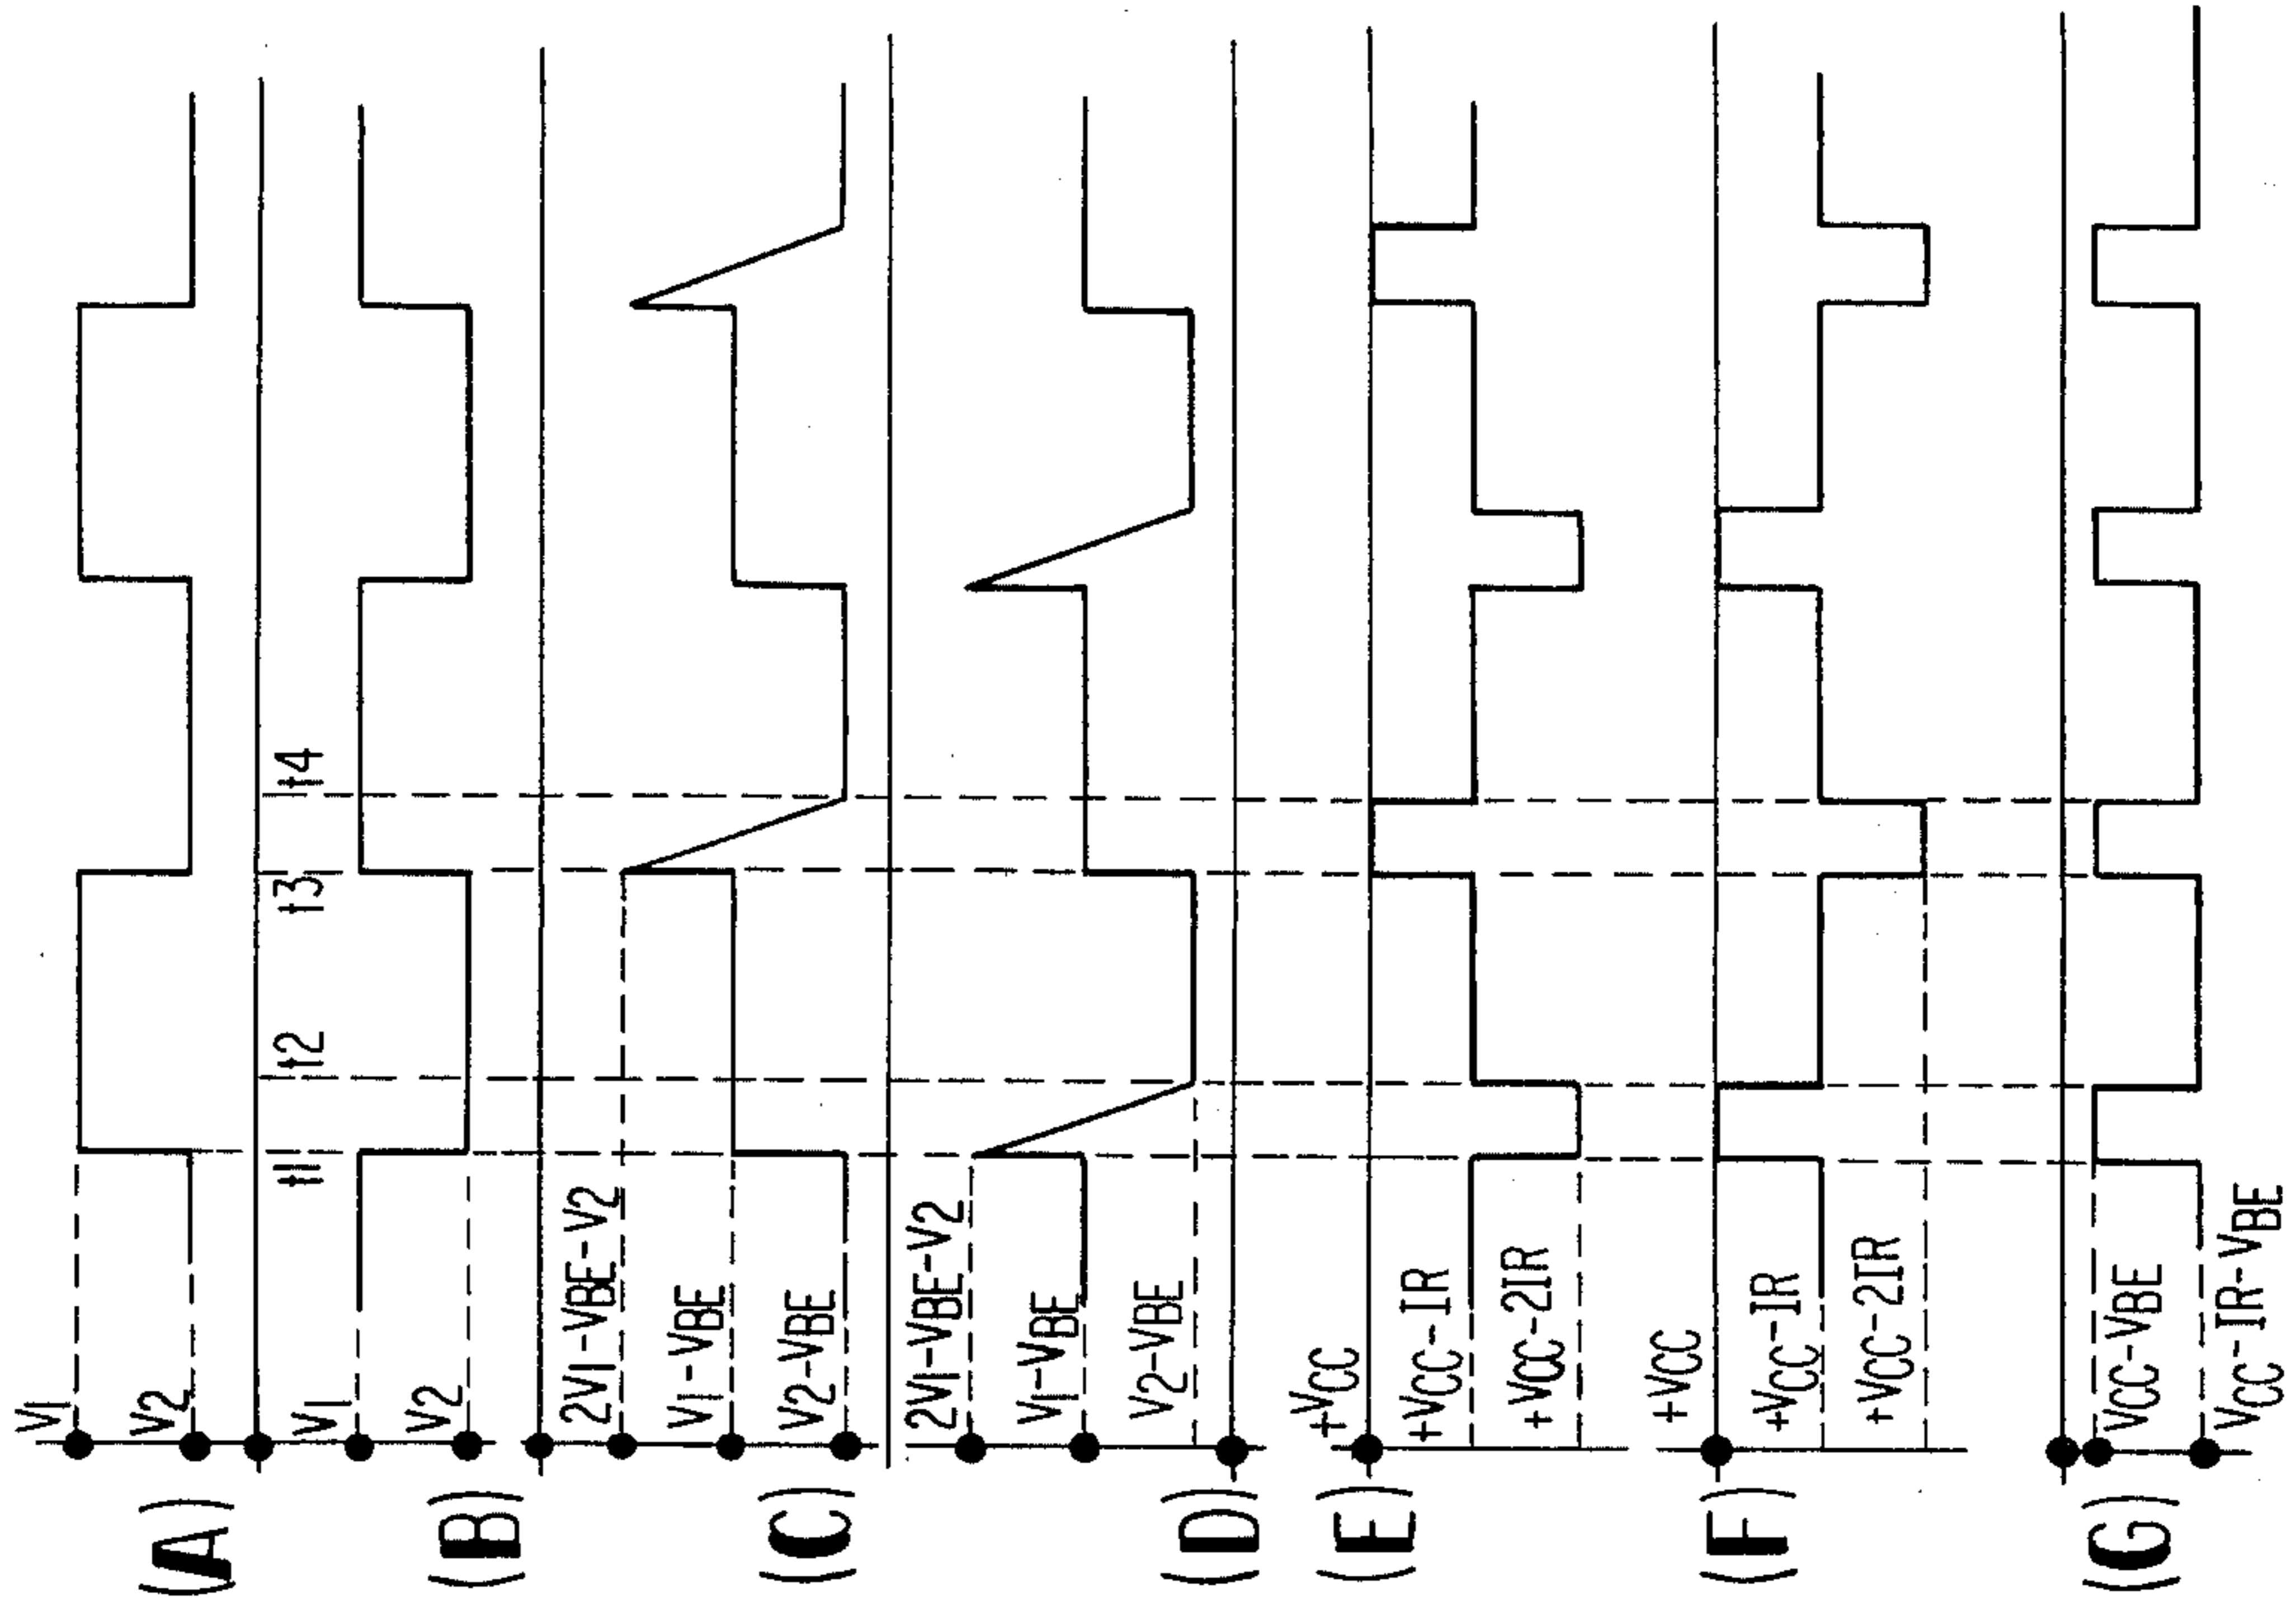 (A)
V1
V2
t1
t2
t3
t4
(B)
V1
V2
(C)
2V1-VBE-V2
V1-VBE
V2-VBE
(D)
2V1-VBE-V2
V1-VBE
V2-VBE
(E)
+VCC
+VCC-IR
+VCC-2IR
(F)
+VCC
+VCC-IR
+VCC-2IR
(G)
VCC-VBE
VCC-IR-VBE